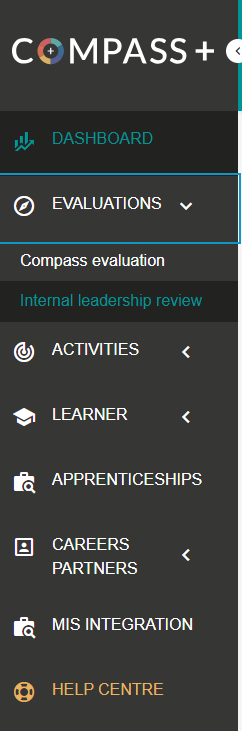 COMPASS +
DASHBOARD
EVALUATIONS
Compass evaluation
Internal leadership review
ACTIVITIES
LEARNER
APPRENTICESHIPS
CAREERS
PARTNERS
MIS INTEGRATION
HELP CENTRE